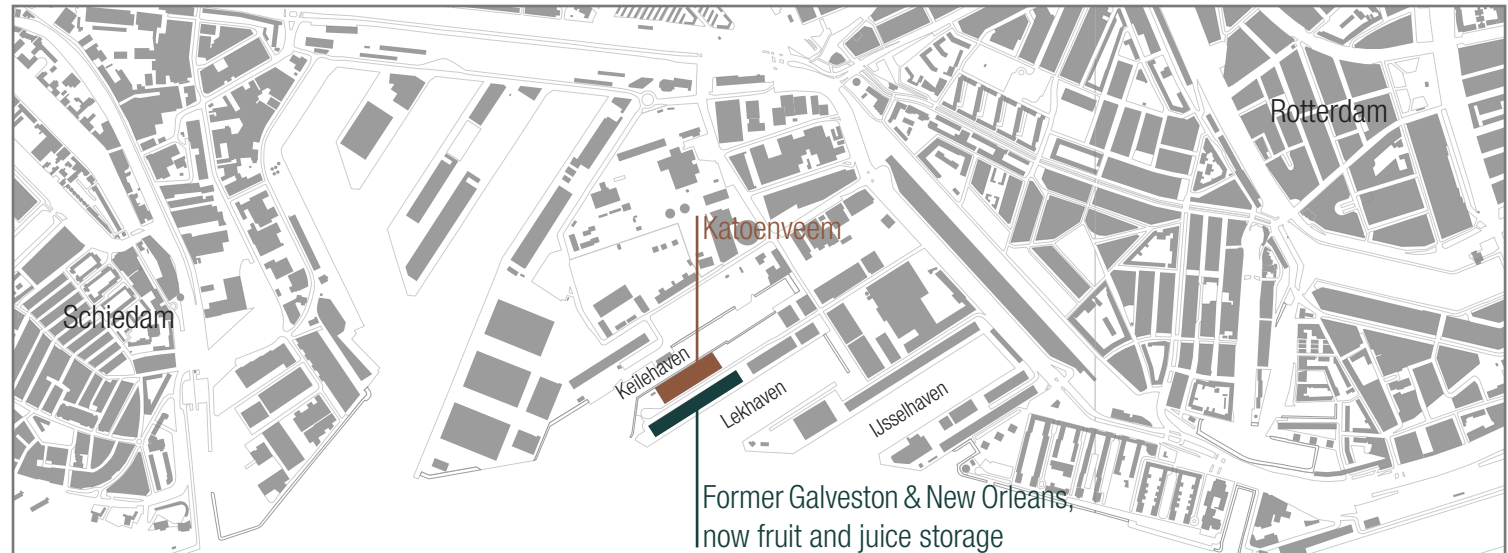 Rotterdam
Katoenveem
Schiedam
Keilehaven
Lekhaven
IJsselhaven
Former Galveston & New Orleans,
now fruit and juice storage